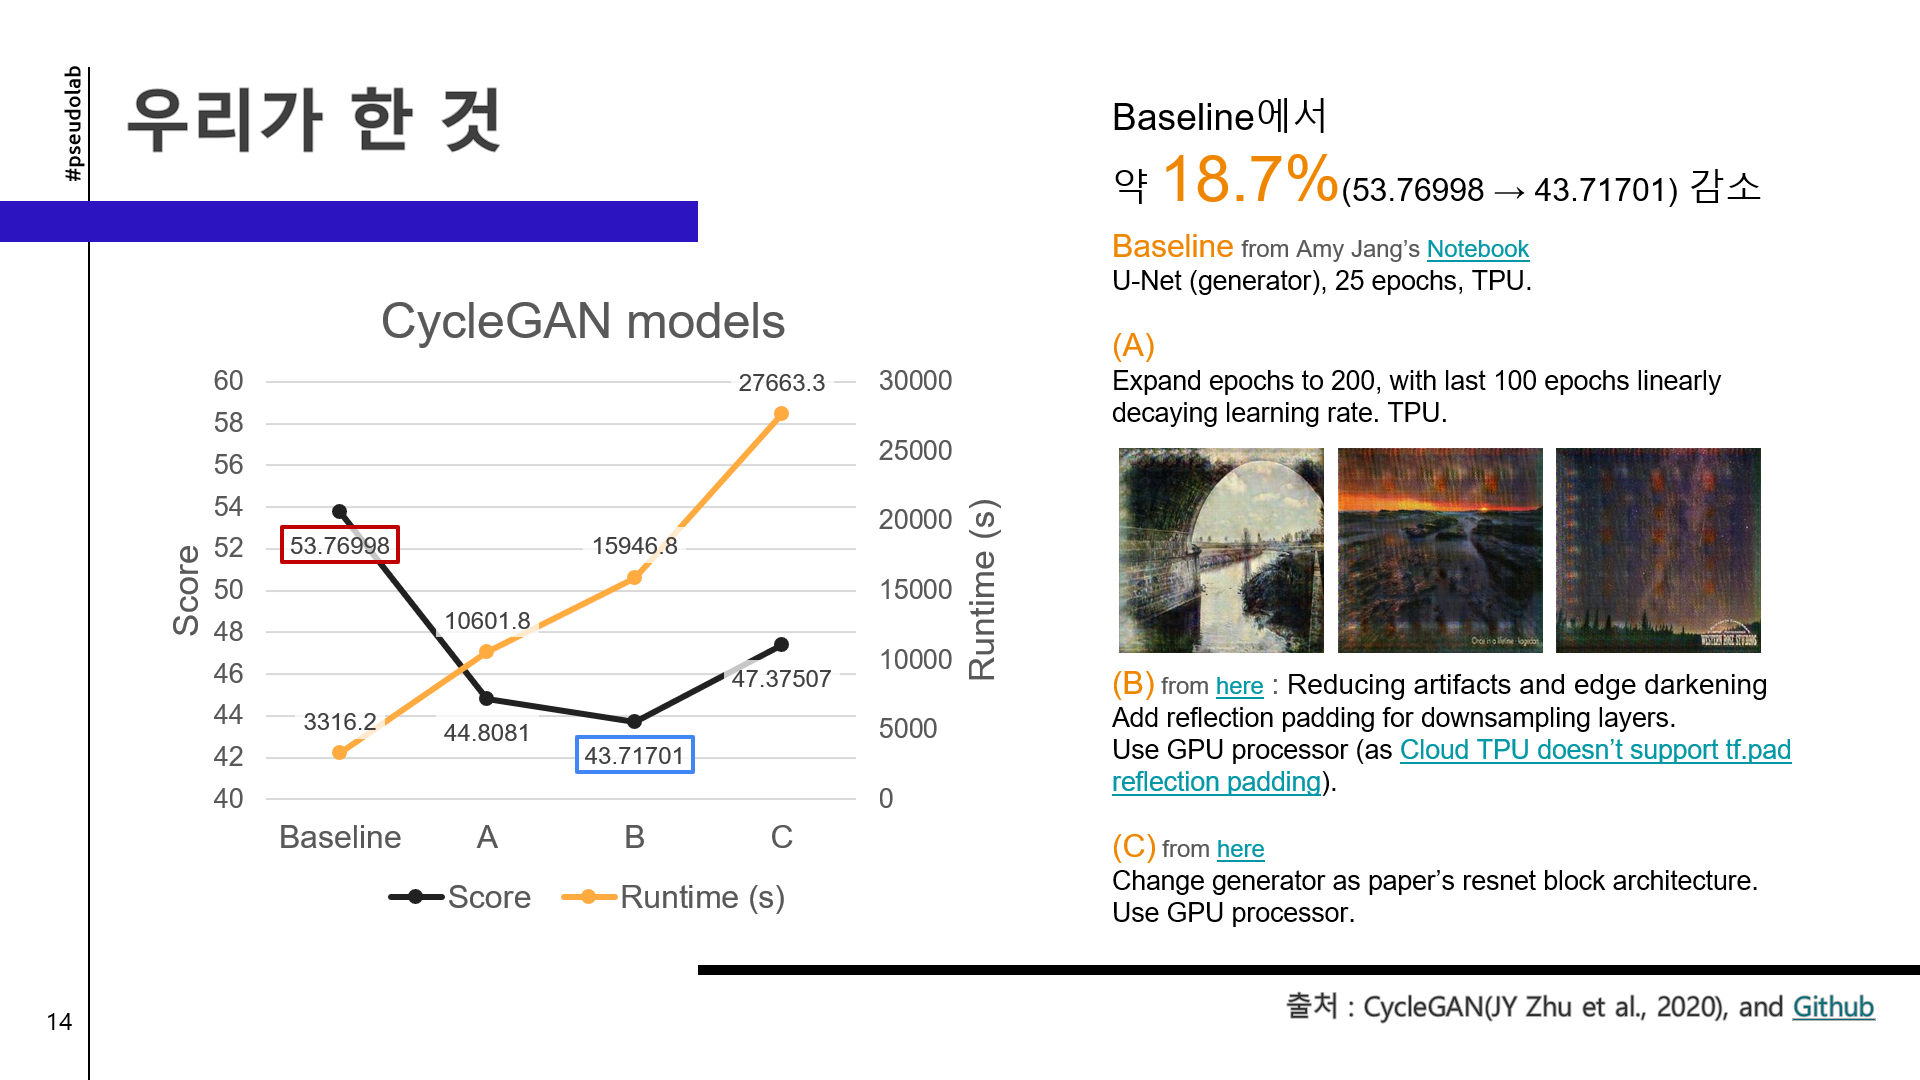 #pseudolab
우리가 한 것
CycleGAN models
60
58
56
54
52
50
48
46
44
42
40
Score
30000
25000
20000
15000
10000
5000
0
Runtime (s)
53.76998
44.8081
43.71701
47.37507
3316.2
10601.8
15946.8
27663.3
Baseline A B C
Score Runtime (s)
Baseline에서
약 18.7%(53.76998 → 43.71701) 감소
Baseline from Amy Jang’s Notebook
U-Net (generator), 25 epochs, TPU.
(A)
Expand epochs to 200, with last 100 epochs linearly
decaying learning rate. TPU.
Once in a lifetime - lagedan
WESTERN ROSE STUDIOS
(B) from here : Reducing artifacts and edge darkening
Add reflection padding for downsampling layers.
Use GPU processor (as Cloud TPU doesn’t support tf.pad
reflection padding).
(C) from here
Change generator as paper’s resnet block architecture.
Use GPU processor.
출처 : CycleGAN(JY Zhu et al., 2020), and Github
14